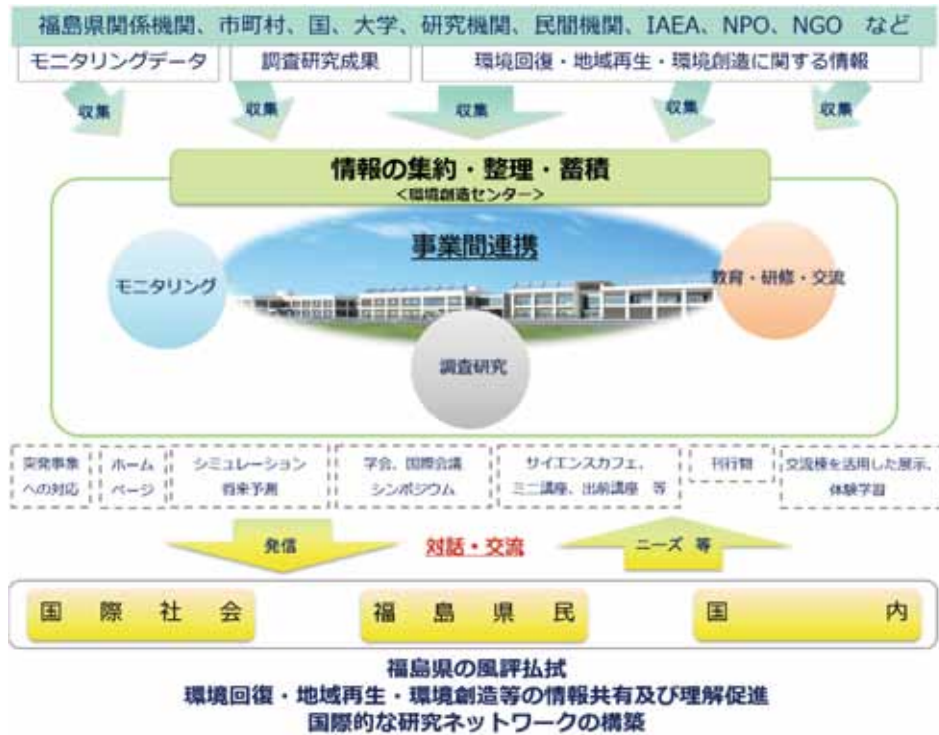 福島県関係機関、市町村、国、大学、研究機関、民間機関、IAEA、NPO、NGO など
モニタリングデータ
調査研究成果
環境回復・地域再生・環境創造に関する情報
収集
収集
収集
収集
収集
情報の集約・整理・蓄積
<環境創造センター>
事業間連携
モニタリング
教育・研修・交流
調査研究
突発事象
への対応
ホーム
ページ
シミュレーション
将来予測
学会、国際会議
シンポジウム
サイエンスカフェ、
ミニ講座、出前講座 等
刊行物
交流棟を活用した展示、
体験学習
発信
対話・交流
ニーズ 等
国際社会
福島県民
国内
福島県の風評払拭
環境回復・地域再生・環境創造等の情報共有及び理解促進
国際的な研究ネットワークの構築